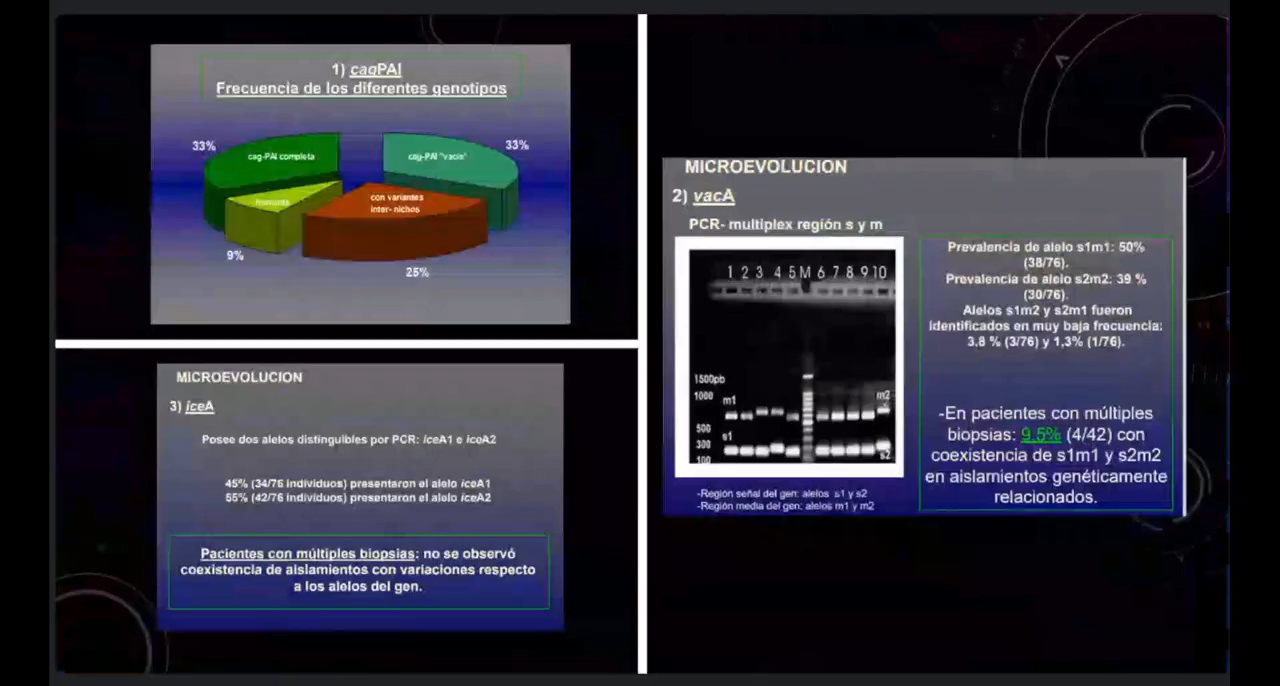 1) cagPAI
Frecuencia de los diferentes genotipos
33%
33%
cag-PAI completa
cag-PAI "vacio"
con variantes
inter- nichos
9%
25%
MICROEVOLUCION
3) iceA
Posee dos alelos distinguibles por PCR: iceA1 e iceA2
45% (34/76 individuos) presentaron el alelo iceA1
55% (42/76 individuos) presentaron el alelo iceA2
Pacientes con múltiples biopsias: no se observó
coexistencia de aislamientos con variaciones respecto
a los alelos del gen.
MICROEVOLUCION
2) vacA
PCR- multiplex región s y m
1 2 3 4 5 M 6 7 8 9 10
1500pb
1000
m1
m2
500
s1
300
100
s2
-Región señal del gen: alelos s1 y s2
-Región media del gen: alelos m1 y m2
Prevalencia de alelo s1m1: 50%
(38/76).
Prevalencia de alelo s2m2: 39 %
(30/76).
Alelos s1m2 y s2m1 fueron
identificados en muy baja frecuencia:
3,8 % (3/76) y 1,3% (1/76).
-En pacientes con múltiples
biopsias: 9,5% (4/42) con
coexistencia de s1m1 y s2m2
en aislamientos genéticamente
relacionados.